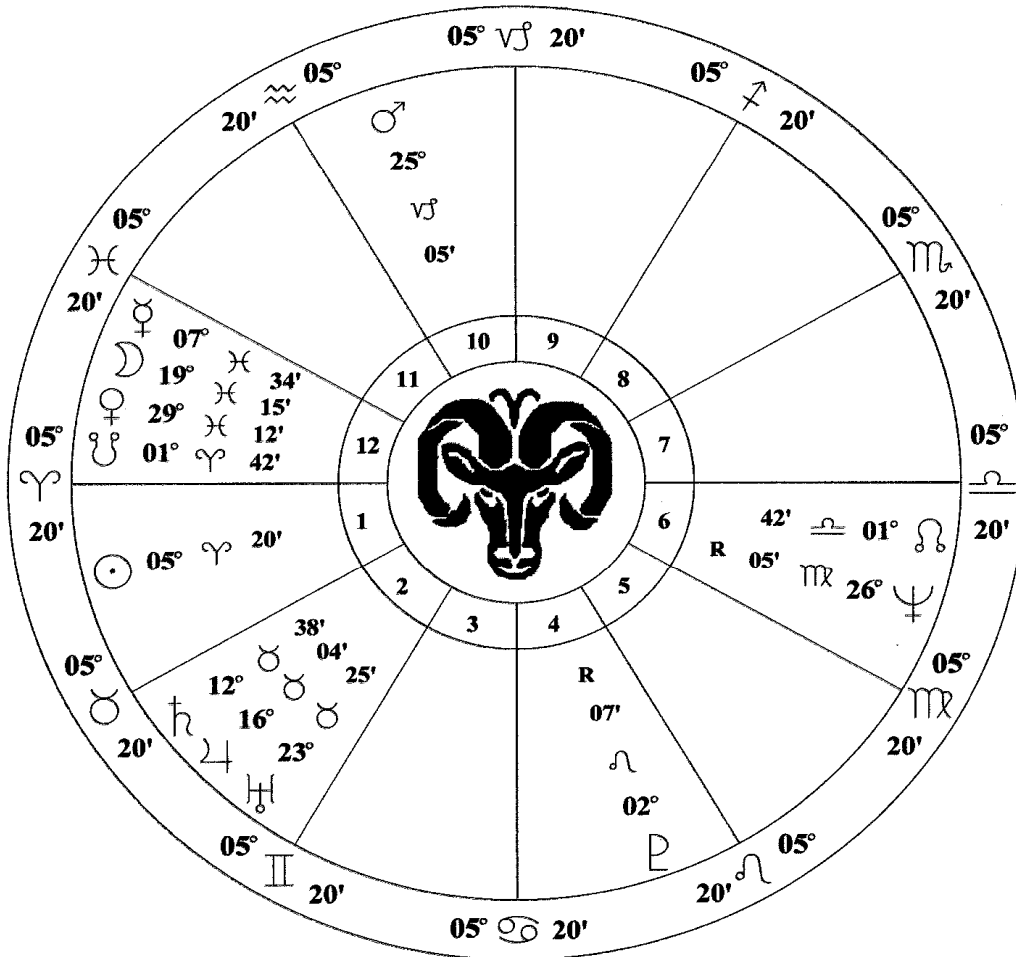 05° ♑ 20'
05° ♐ 20'
05° ♏ 20'
05° ♎ 20'
05° ♍ 20'
05° ♌ 20'
05° ♋ 20'
05° ♊ 20'
05° ♉ 20'
05° ♈ 20'
05° ♓ 20'
05° ♒ 20'
♂ 25° ♑ 05'
☿ 07° ♓ 34'
☽ 19° ♓ 15'
♀ 29° ♓ 12'
☋ 01° ♈ 42'
☉ 05° ♈ 20'
♄ 12° ♉ 38'
♃ 16° ♉ 04'
♅ 23° ♉ 25'
♇ 02° ♌ 07' R
♆ 26° ♍ 05' R
☊ 01° ♎ 42'
1
2
3
4
5
6
7
8
9
10
11
12